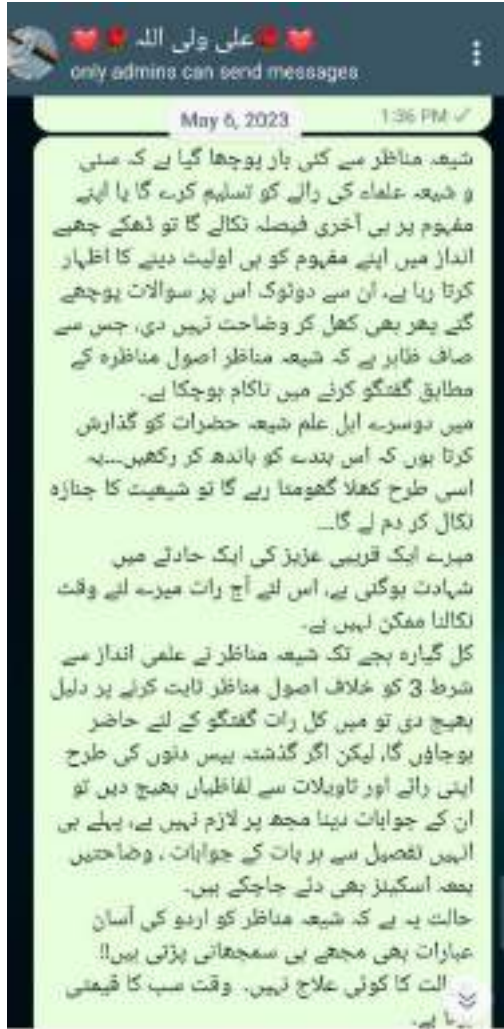 علی ولی اللہ
only admins can send messages
1:36 PM
May 6, 2023
شیعہ مناظر سے کئی بار پوچھا گیا ہے کہ سنی
و شیعہ علماء کی رائے کو تسلیم کرے گا یا اپنے
مفہوم پر ہی آخری فیصلہ نکالے گا تو ڈھکے چھپے
انداز میں اپنے مفہوم کو ہی اولیت دینے کا اظہار
کرتا رہا ہے، ان سے دوٹوک اس پر سوالات پوچھے
گئے پھر بھی کھل کر وضاحت نہیں دی، جس سے
صاف ظاہر ہے کہ شیعہ مناظر اصول مناظرہ کے
مطابق گفتگو کرنے میں ناکام ہوچکا ہے۔
میں دوسرے اہل علم شیعہ حضرات کو گذارش
کرتا ہوں کہ اس بندے کو باندھ کر رکھیں۔۔۔یہ
اسی طرح کھلا گھومتا رہے گا تو شیعیت کا جنازہ
نکال کر دم لے گا۔۔۔
میرے ایک قریبی عزیز کی ایک حادثے میں
شہادت ہوگئی ہے، اس لئے آج رات میرے لئے وقت
نکالنا ممکن نہیں ہے۔
کل گیارہ بجے تک شیعہ مناظر نے علمی انداز سے
شرط 3 کو خلاف اصول مناظر ثابت کرنے پر دلیل
بھیج دی تو میں کل رات گفتگو کے لئے حاضر
ہوجاؤں گا، لیکن اگر گذشتہ بیس دنوں کی طرح
اپنی رائے اور تاویلات سے لفاظیاں بھیج دیں تو
ان کے جوابات دینا مجھ پر لازم نہیں ہے، پہلے ہی
انہیں تفصیل سے ہر بات کے جوابات ، وضاحتیں
بمعہ اسکینز بھی دئے جاچکے ہیں۔
حالت یہ ہے کہ شیعہ مناظر کو اردو کی آسان
عبارات بھی مجھے ہی سمجھانی پڑتی ہیں!!
کا کوئی علاج نہیں۔ وقت سب کا قیمتی